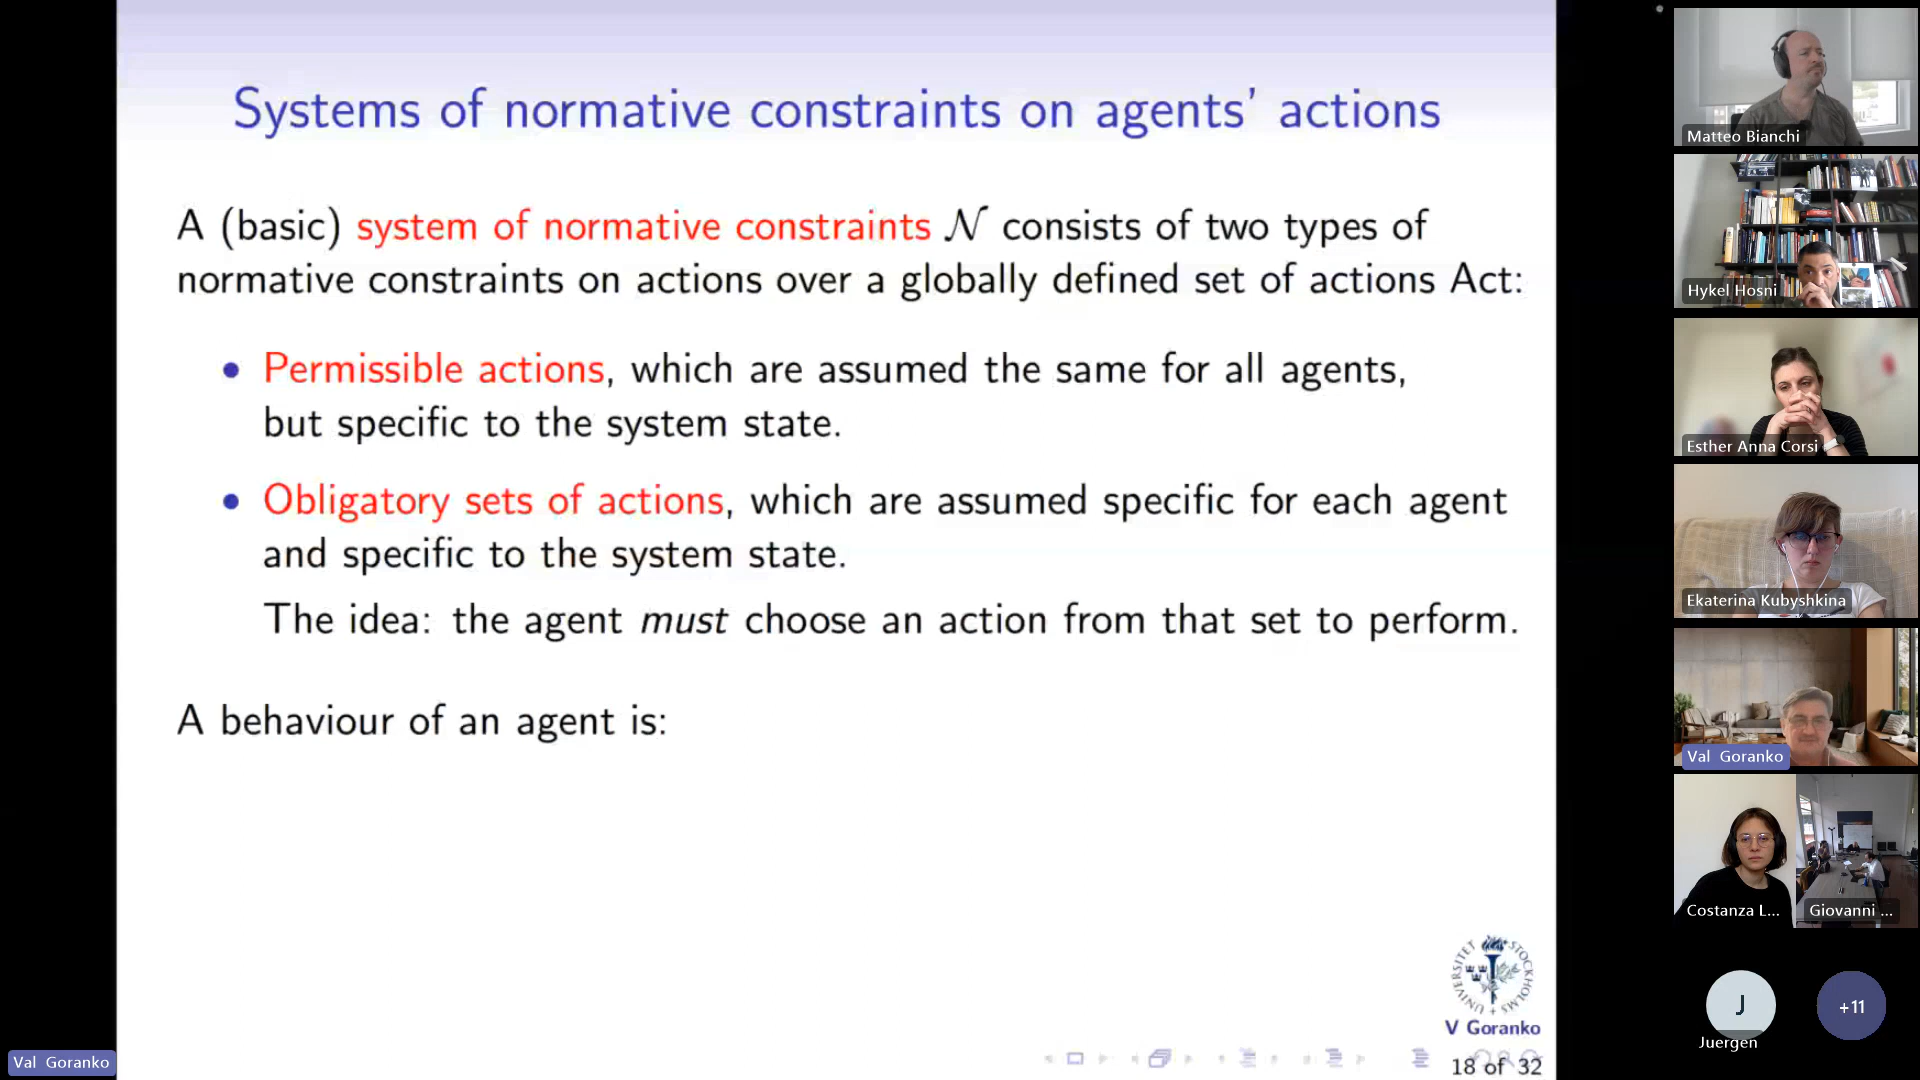 Systems of normative constraints on agents' actions
A (basic) system of normative constraints 𝒩 consists of two types of
normative constraints on actions over a globally defined set of actions Act:
• Permissible actions, which are assumed the same for all agents,
but specific to the system state.
• Obligatory sets of actions, which are assumed specific for each agent
and specific to the system state.
The idea: the agent must choose an action from that set to perform.
A behaviour of an agent is:
STOCKHOLMS UNIVERSITET
V Goranko
18 of 32
Val Goranko
Matteo Bianchi
Hykel Hosni
Esther Anna Corsi
Ekaterina Kubyshkina
Val Goranko
Costanza L...
Giovanni ...
J
+11
Juergen